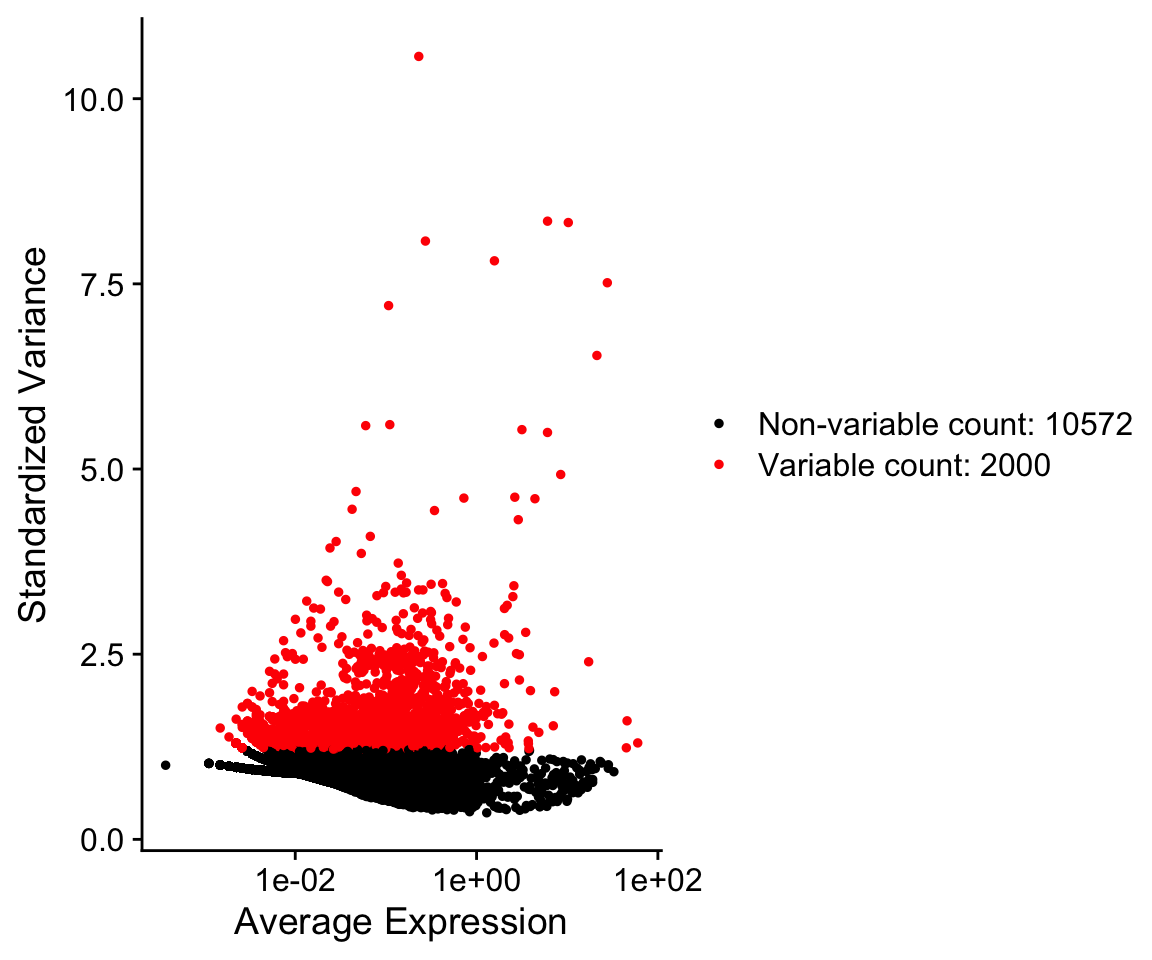 10.0
7.5
5.0
2.5
0.0
Standardized Variance
1e-02 1e+00 1e+02
Average Expression
Non-variable count: 10572
Variable count: 2000